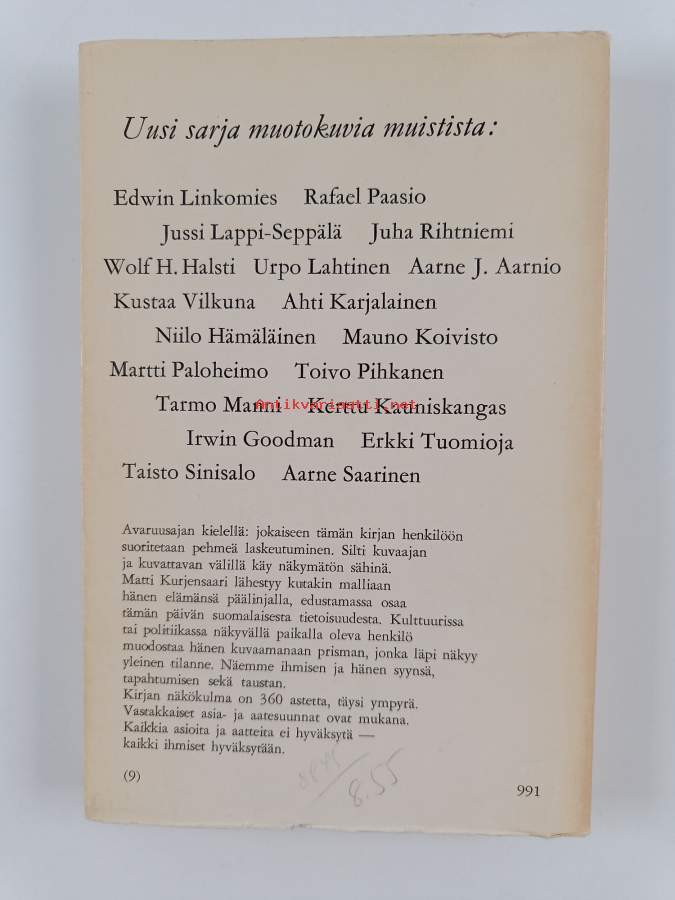 Uusi sarja muotokuvia muistista:
Edwin Linkomies Rafael Paasio
Jussi Lappi-Seppälä Juha Rihtniemi
Wolf H. Halsti Urpo Lahtinen Aarne J. Aarnio
Kustaa Vilkuna Ahti Karjalainen
Niilo Hämäläinen Mauno Koivisto
Martti Paloheimo Toivo Pihkanen
Tarmo Manni Kerttu Kauniskangas
Antikvariaatti.net
Irwin Goodman Erkki Tuomioja
Taisto Sinisalo Aarne Saarinen
Avaruusajan kielellä: jokaiseen tämän kirjan henkilöön
suoritetaan pehmeä laskeutuminen. Silti kuvaajan
ja kuvattavan välillä käy näkymätön sähinä.
Matti Kurjensaari lähestyy kutakin malliaan
hänen elämänsä päälinjalla, edustamassa osaa
tämän päivän suomalaisesta tietoisuudesta. Kulttuurissa
tai politiikassa näkyvällä paikalla oleva henkilö
muodostaa hänen kuvaamanaan prisman, jonka läpi näkyy
yleinen tilanne. Näemme ihmisen ja hänen syynsä,
tapahtumisen sekä taustan.
Kirjan näkökulma on 360 astetta, täysi ympyrä.
Vastakkaiset asia- ja aatesuunnat ovat mukana.
Kaikkia asioita ja aatteita ei hyväksytä —
kaikki ihmiset hyväksytään.
8.55
(9)
991